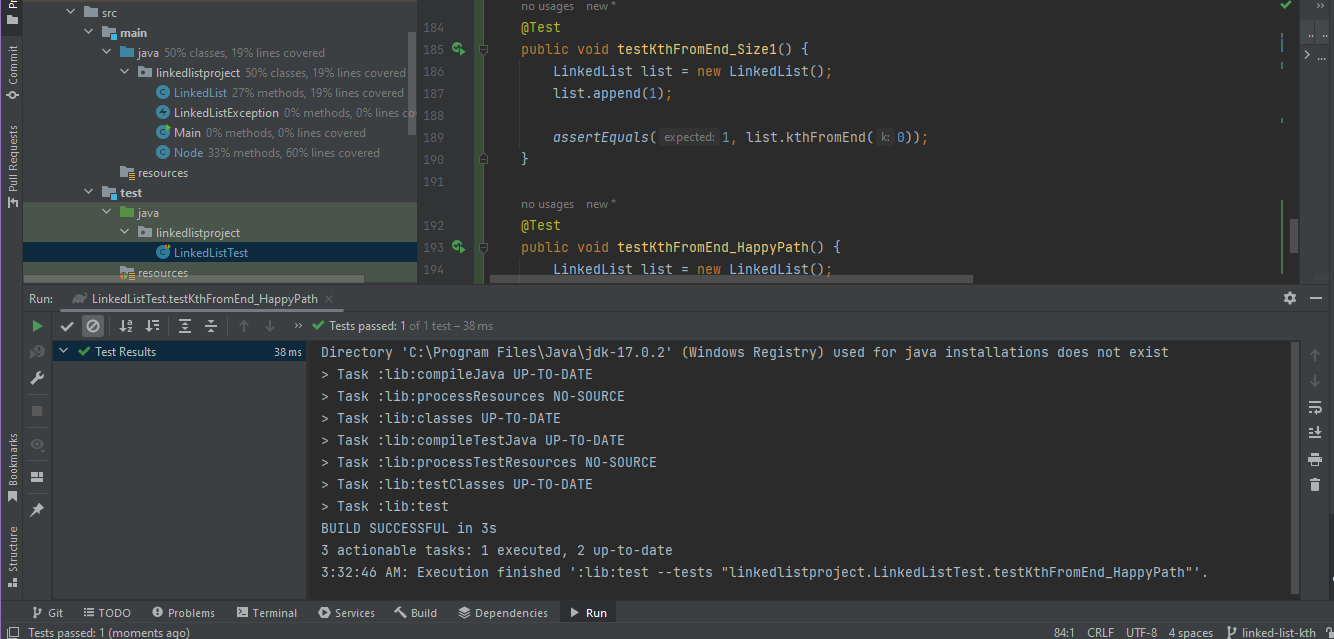 src
main
java 50% classes, 19% lines covered
linkedlistproject 50% classes, 19% lines covered
LinkedList 27% methods, 19% lines covered
LinkedListException 0% methods, 0% lines co
Main 0% methods, 0% lines covered
Node 33% methods, 60% lines covered
resources
test
java
linkedlistproject
LinkedListTest
resources
Commit
Pull Requests
Bookmarks
Structure
no usages new *
184 @Test
185 public void testKthFromEnd_Size1() {
186 LinkedList list = new LinkedList();
187 list.append(1);
188
189 assertEquals( expected: 1, list.kthFromEnd( k: 0));
190 }
191
no usages new *
192 @Test
193 public void testKthFromEnd_HappyPath() {
194 LinkedList list = new LinkedList();
Run: LinkedListTest.testKthFromEnd_HappyPath
Tests passed: 1 of 1 test – 38 ms
Test Results 38 ms
Directory 'C:\Program Files\Java\jdk-17.0.2' (Windows Registry) used for java installations does not exist
> Task :lib:compileJava UP-TO-DATE
> Task :lib:processResources NO-SOURCE
> Task :lib:classes UP-TO-DATE
> Task :lib:compileTestJava UP-TO-DATE
> Task :lib:processTestResources NO-SOURCE
> Task :lib:testClasses UP-TO-DATE
> Task :lib:test
BUILD SUCCESSFUL in 3s
3 actionable tasks: 1 executed, 2 up-to-date
3:32:46 AM: Execution finished ':lib:test --tests "linkedlistproject.LinkedListTest.testKthFromEnd_HappyPath"'.
Git TODO Problems Terminal Services Build Dependencies Run
Tests passed: 1 (moments ago) 84:1 CRLF UTF-8 4 spaces linked-list-kth